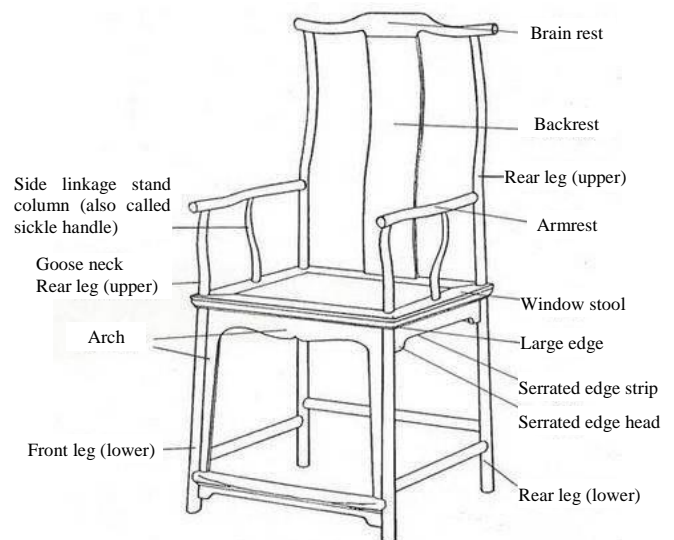 Brain rest
Backrest
Side linkage stand
column (also called
sickle handle)
Rear leg (upper)
Armrest
Goose neck
Rear leg (upper)
Window stool
Arch
Large edge
Serrated edge strip
Serrated edge head
Front leg (lower)
Rear leg (lower)